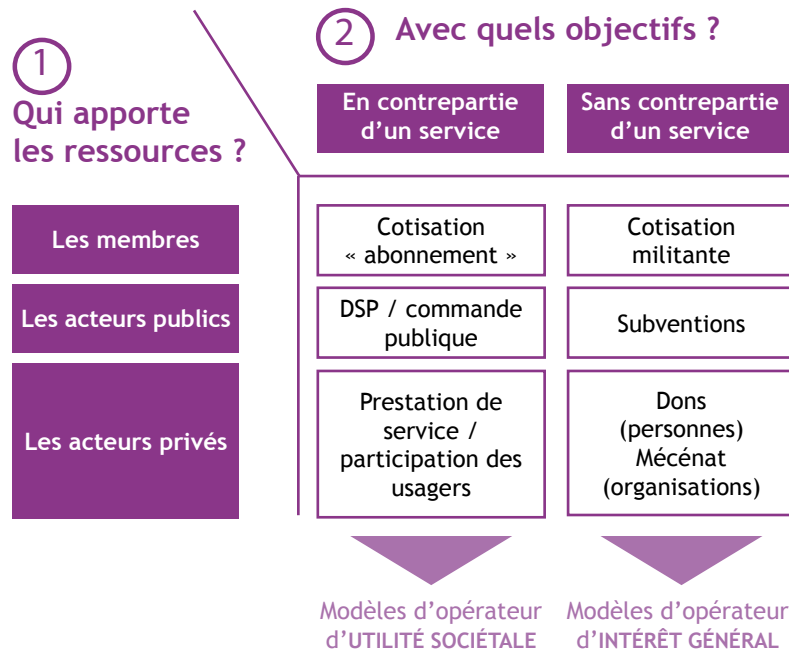 1
Qui apporte
les ressources ?
2
Avec quels objectifs ?
En contrepartie
d’un service
Sans contrepartie
d’un service
Les membres
Cotisation
« abonnement »
Cotisation
militante
Les acteurs publics
DSP / commande
publique
Subventions
Les acteurs privés
Prestation de
service /
participation des
usagers
Dons
(personnes)
Mécénat
(organisations)
Modèles d’opérateur
d’UTILITÉ SOCIÉTALE
Modèles d’opérateur
d’INTÉRÊT GÉNÉRAL